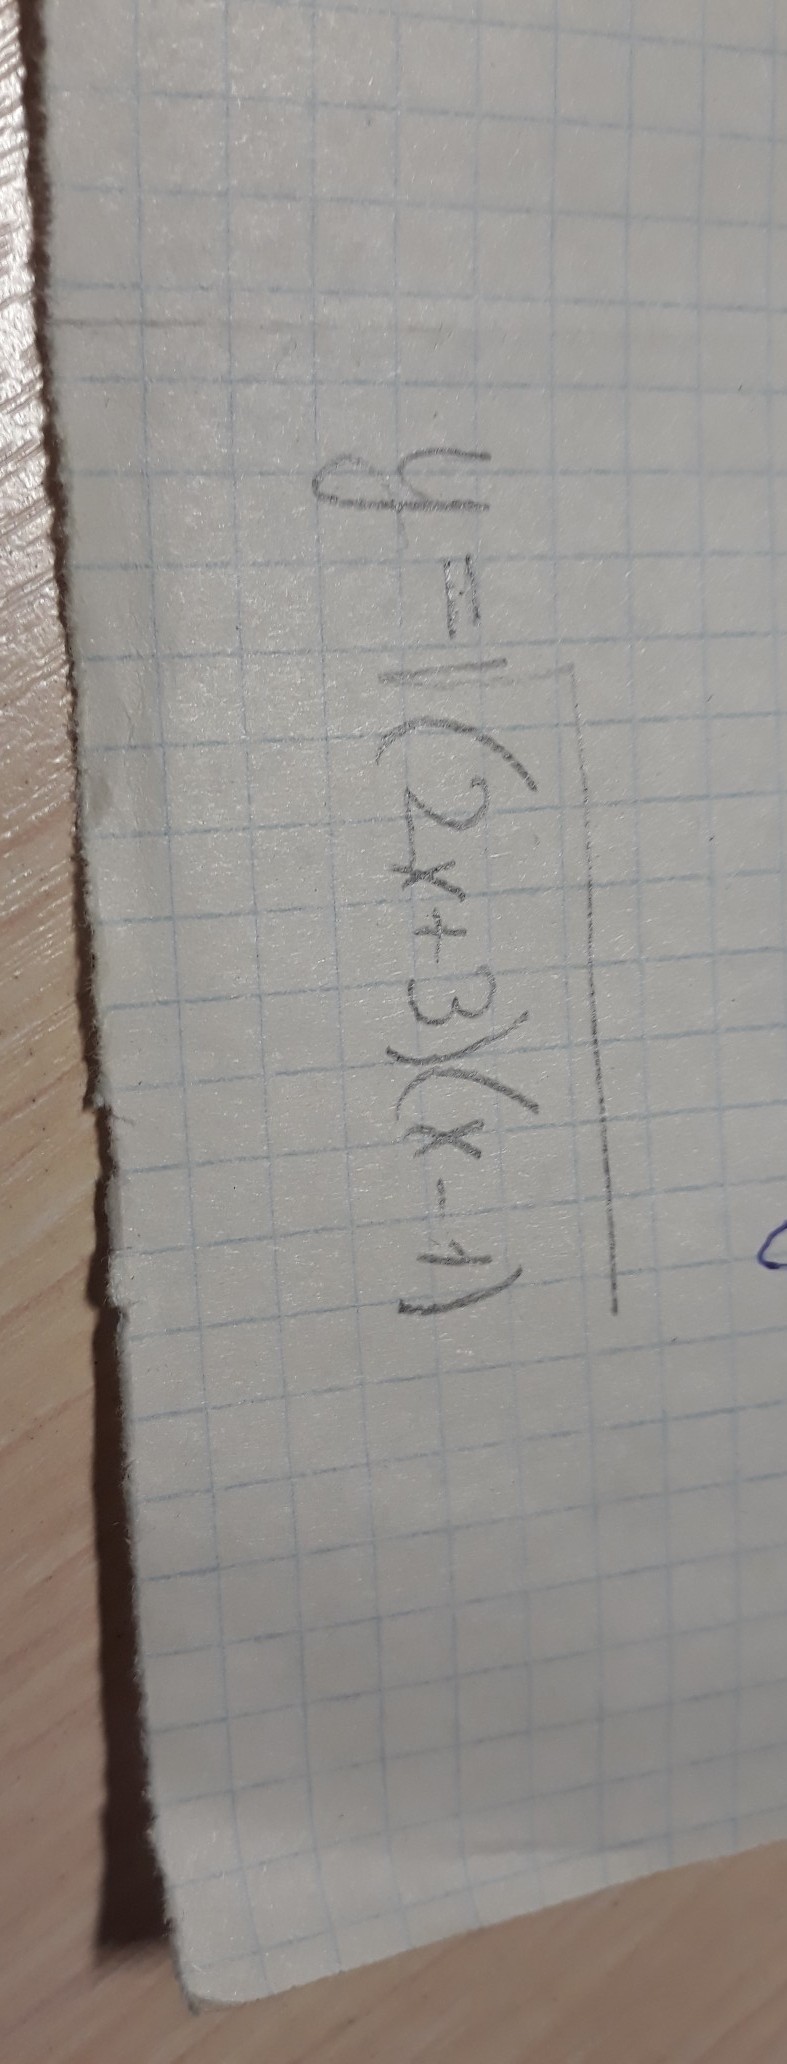 y = √(2x+3)(x-1)